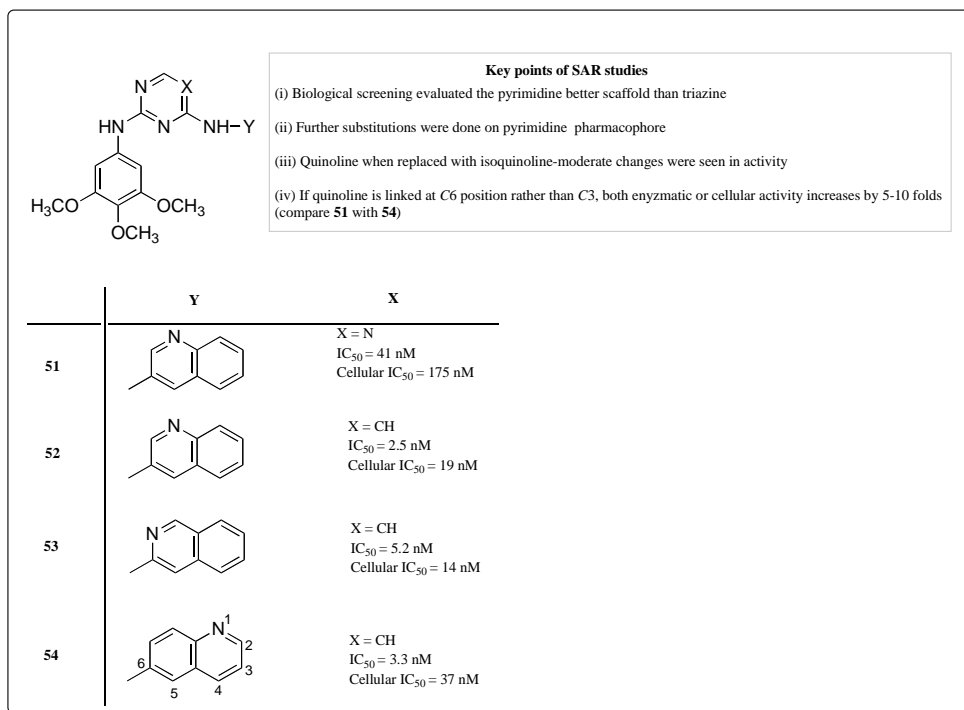 Key points of SAR studies
(i) Biological screening evaluated the pyrimidine better scaffold than triazine
(ii) Further substitutions were done on pyrimidine pharmacophore
(iii) Quinoline when replaced with isoquinoline-moderate changes were seen in activity
(iv) If quinoline is linked at C6 position rather than C3, both enyzmatic or cellular activity increases by 5-10 folds
(compare 51 with 54)
N X
HN N NH-Y
H₃CO OCH₃
OCH₃
Y X
51
N
X = N
IC₅₀ = 41 nM
Cellular IC₅₀ = 175 nM
52
N
X = CH
IC₅₀ = 2.5 nM
Cellular IC₅₀ = 19 nM
53
N
X = CH
IC₅₀ = 5.2 nM
Cellular IC₅₀ = 14 nM
54
N 1
2
3
4
5
6
X = CH
IC₅₀ = 3.3 nM
Cellular IC₅₀ = 37 nM